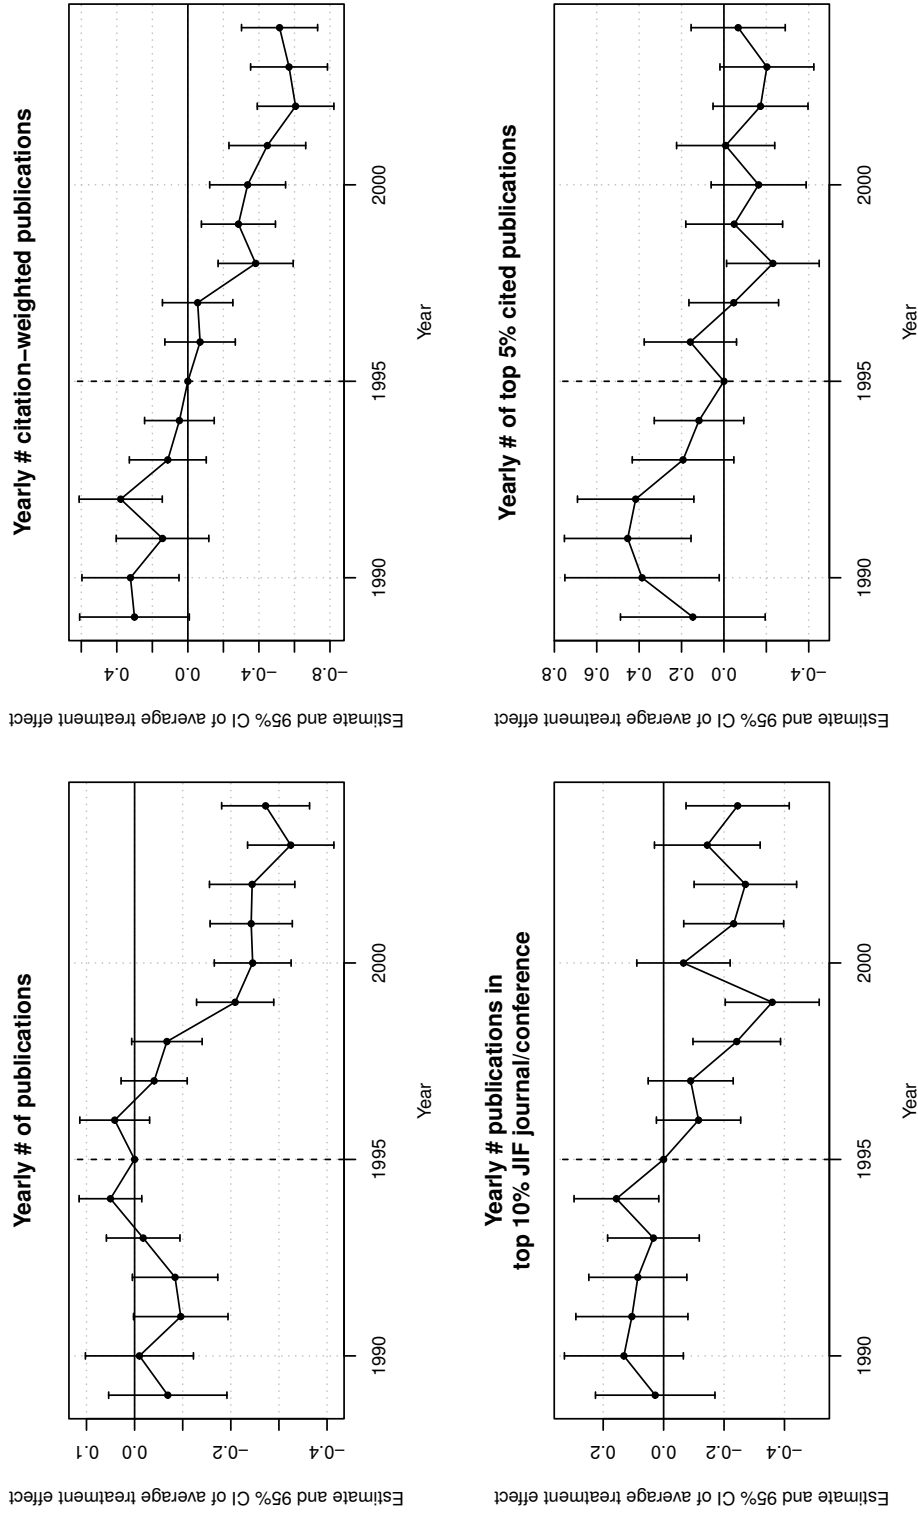 Yearly # of publications
Estimate and 95% CI of average treatment effect
0.1
0.0
−0.2
−0.4
1990
1995
2000
Year
Yearly # citation−weighted publications
Estimate and 95% CI of average treatment effect
0.4
0.0
−0.4
−0.8
1990
1995
2000
Year
Yearly # publications in
top 10% JIF journal/conference
Estimate and 95% CI of average treatment effect
0.2
0.0
−0.2
−0.4
1990
1995
2000
Year
Yearly # of top 5% cited publications
Estimate and 95% CI of average treatment effect
0.8
0.6
0.4
0.2
0.0
−0.4
1990
1995
2000
Year